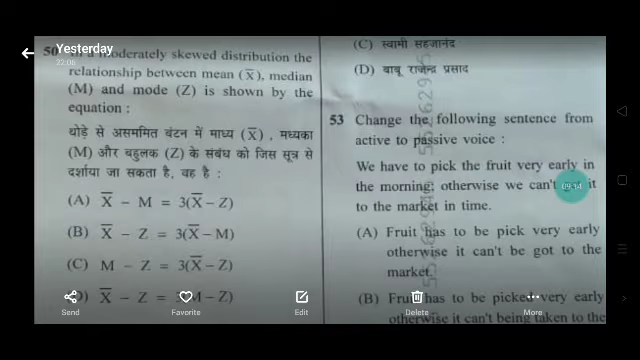 Yesterday
22:06
50 In a moderately skewed distribution the
relationship between mean (X̄), median
(M) and mode (Z) is shown by the
equation :
थोड़े से असममित बंटन में माध्य (X̄), मध्यका
(M) और बहुलक (Z) के संबंध को जिस सूत्र से
दर्शाया जा सकता है, वह है :
(A) X̄ – M = 3(X̄ – Z)
(B) X̄ – Z = 3(X̄ – M)
(C) M – Z = 3(X̄ – Z)
X̄ – Z = M – Z)
(C) स्वामी सहजानंद
(D) बाबू राजेन्द्र प्रसाद
53 Change the following sentence from
active to passive voice :
We have to pick the fruit very early in
the morning; otherwise we can't it
to the market in time.
(A) Fruit has to be pick very early
otherwise it can't be got to the
market.
(B) Fruit has to be picked very early
otherwise it can't being taken to the
09:14
Send
Favorite
Edit
Delete
More